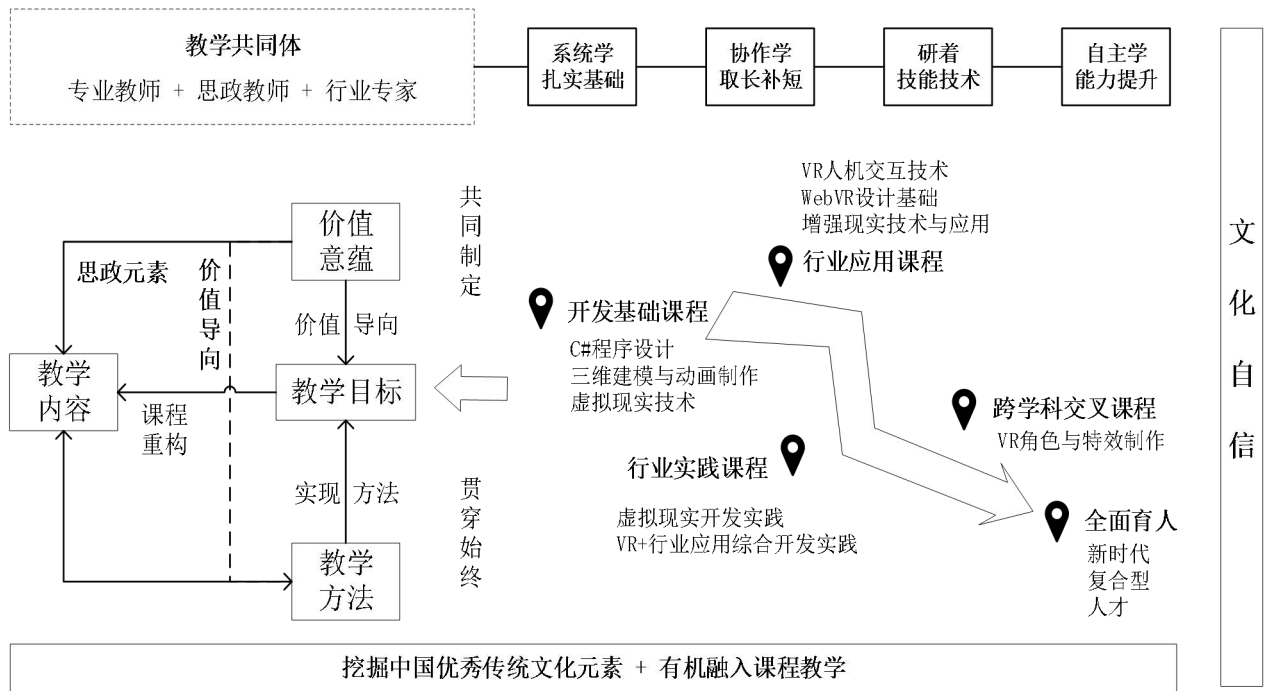 教学共同体
专业教师 + 思政教师 + 行业专家
系统学
扎实基础
协作学
取长补短
研着
技能技术
自主学
能力提升
文化自信
价值
意蕴
思政元素
价值导向
价值 导向
教学
内容
教学目标
课程
重构
实现 方法
教学
方法
共同制定
贯穿始终
VR人机交互技术
WebVR设计基础
增强现实技术与应用
行业应用课程
开发基础课程
C#程序设计
三维建模与动画制作
虚拟现实技术
跨学科交叉课程
VR角色与特效制作
行业实践课程
虚拟现实开发实践
VR+行业应用综合开发实践
全面育人
新时代
复合型
人才
挖掘中国优秀传统文化元素 + 有机融入课程教学